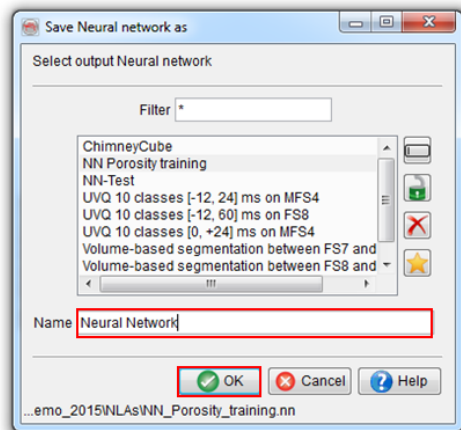 Save Neural network as
Select output Neural network
Filter *
ChimneyCube
NN Porosity training
NN-Test
UVQ 10 classes [-12, 24] ms on MFS4
UVQ 10 classes [-12, 60] ms on FS8
UVQ 10 classes [0, +24] ms on MFS4
Volume-based segmentation between FS7 and
Volume-based segmentation between FS8 and
Name Neural Network
OK Cancel Help
...emo_2015\NLAs\NN_Porosity_training.nn